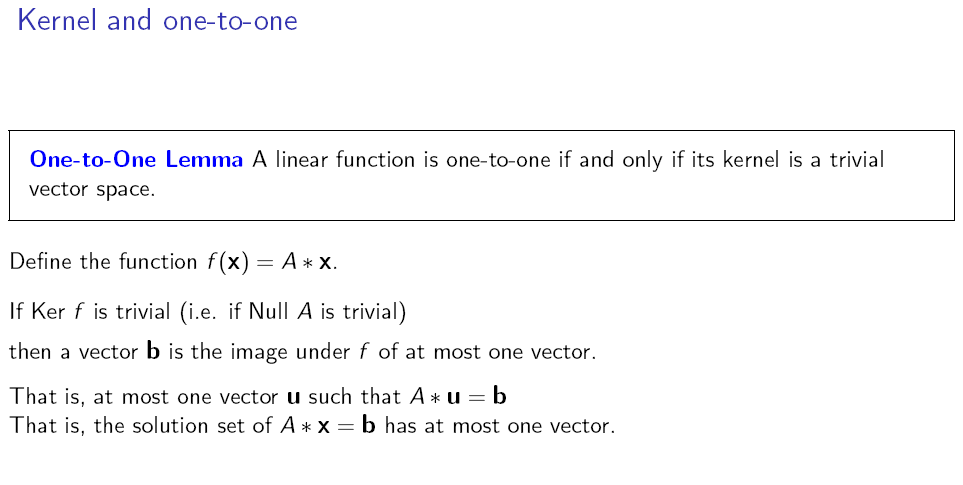 Kernel and one-to-one
One-to-One Lemma A linear function is one-to-one if and only if its kernel is a trivial
vector space.
Define the function f(x) = A * x.
If Ker f is trivial (i.e. if Null A is trivial)
then a vector b is the image under f of at most one vector.
That is, at most one vector u such that A * u = b
That is, the solution set of A * x = b has at most one vector.